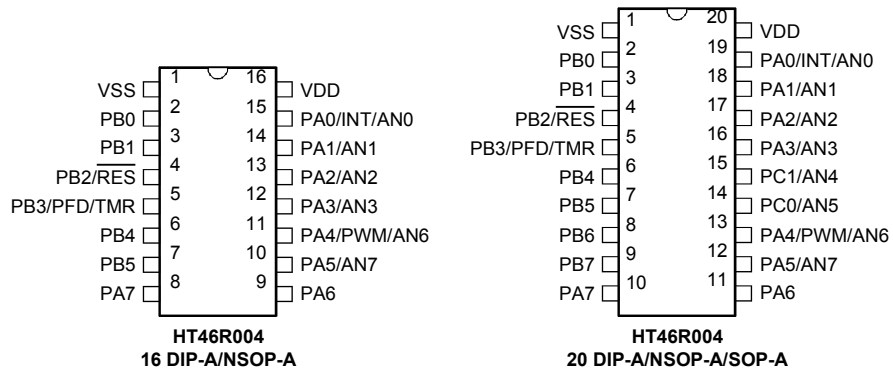 VSS 1 16 VDD
PB0 2 15 PA0/INT/AN0
PB1 3 14 PA1/AN1
PB2/RES 4 13 PA2/AN2
PB3/PFD/TMR 5 12 PA3/AN3
PB4 6 11 PA4/PWM/AN6
PB5 7 10 PA5/AN7
PA7 8 9 PA6
HT46R004
16 DIP-A/NSOP-A
VSS 1 20 VDD
PB0 2 19 PA0/INT/AN0
PB1 3 18 PA1/AN1
PB2/RES 4 17 PA2/AN2
PB3/PFD/TMR 5 16 PA3/AN3
PB4 6 15 PC1/AN4
PB5 7 14 PC0/AN5
PB6 8 13 PA4/PWM/AN6
PB7 9 12 PA5/AN7
PA7 10 11 PA6
HT46R004
20 DIP-A/NSOP-A/SOP-A